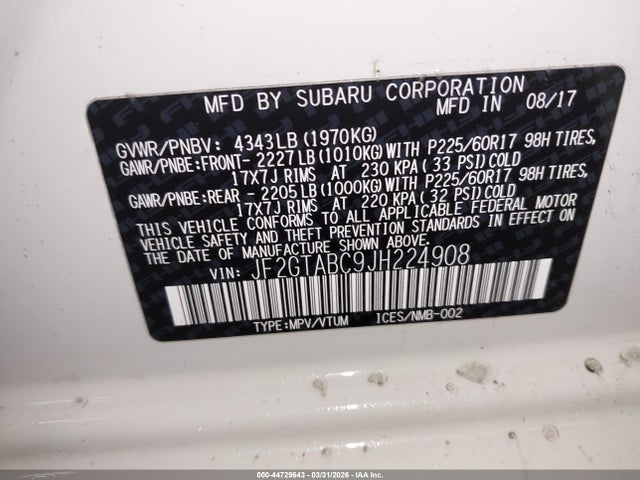 MFD BY SUBARU CORPORATION
MFD IN 08/17
GVWR/PNBV: 4343LB(1970KG)
GAWR/PNBE:FRONT- 2227LB(1010KG)WITH P225/60R17 98H TIRES,
17X7J RIMS AT 230 KPA( 33 PSI)COLD
GAWR/PNBE:REAR - 2205LB(1000KG)WITH P225/60R17 98H TIRES,
17X7J RIMS AT 220 KPA( 32 PSI)COLD
THIS VEHICLE CONFORMS TO ALL APPLICABLE FEDERAL MOTOR
VEHICLE SAFETY AND THEFT PREVENTION STANDARDS IN EFFECT ON
THE DATE OF MANUFACTURE SHOWN ABOVE.
VIN: JF2GTABC9JH224908
TYPE:MPV/VTUM ICES/NMB-002
000-44729643 - 03/31/2026 - IAAI.COM